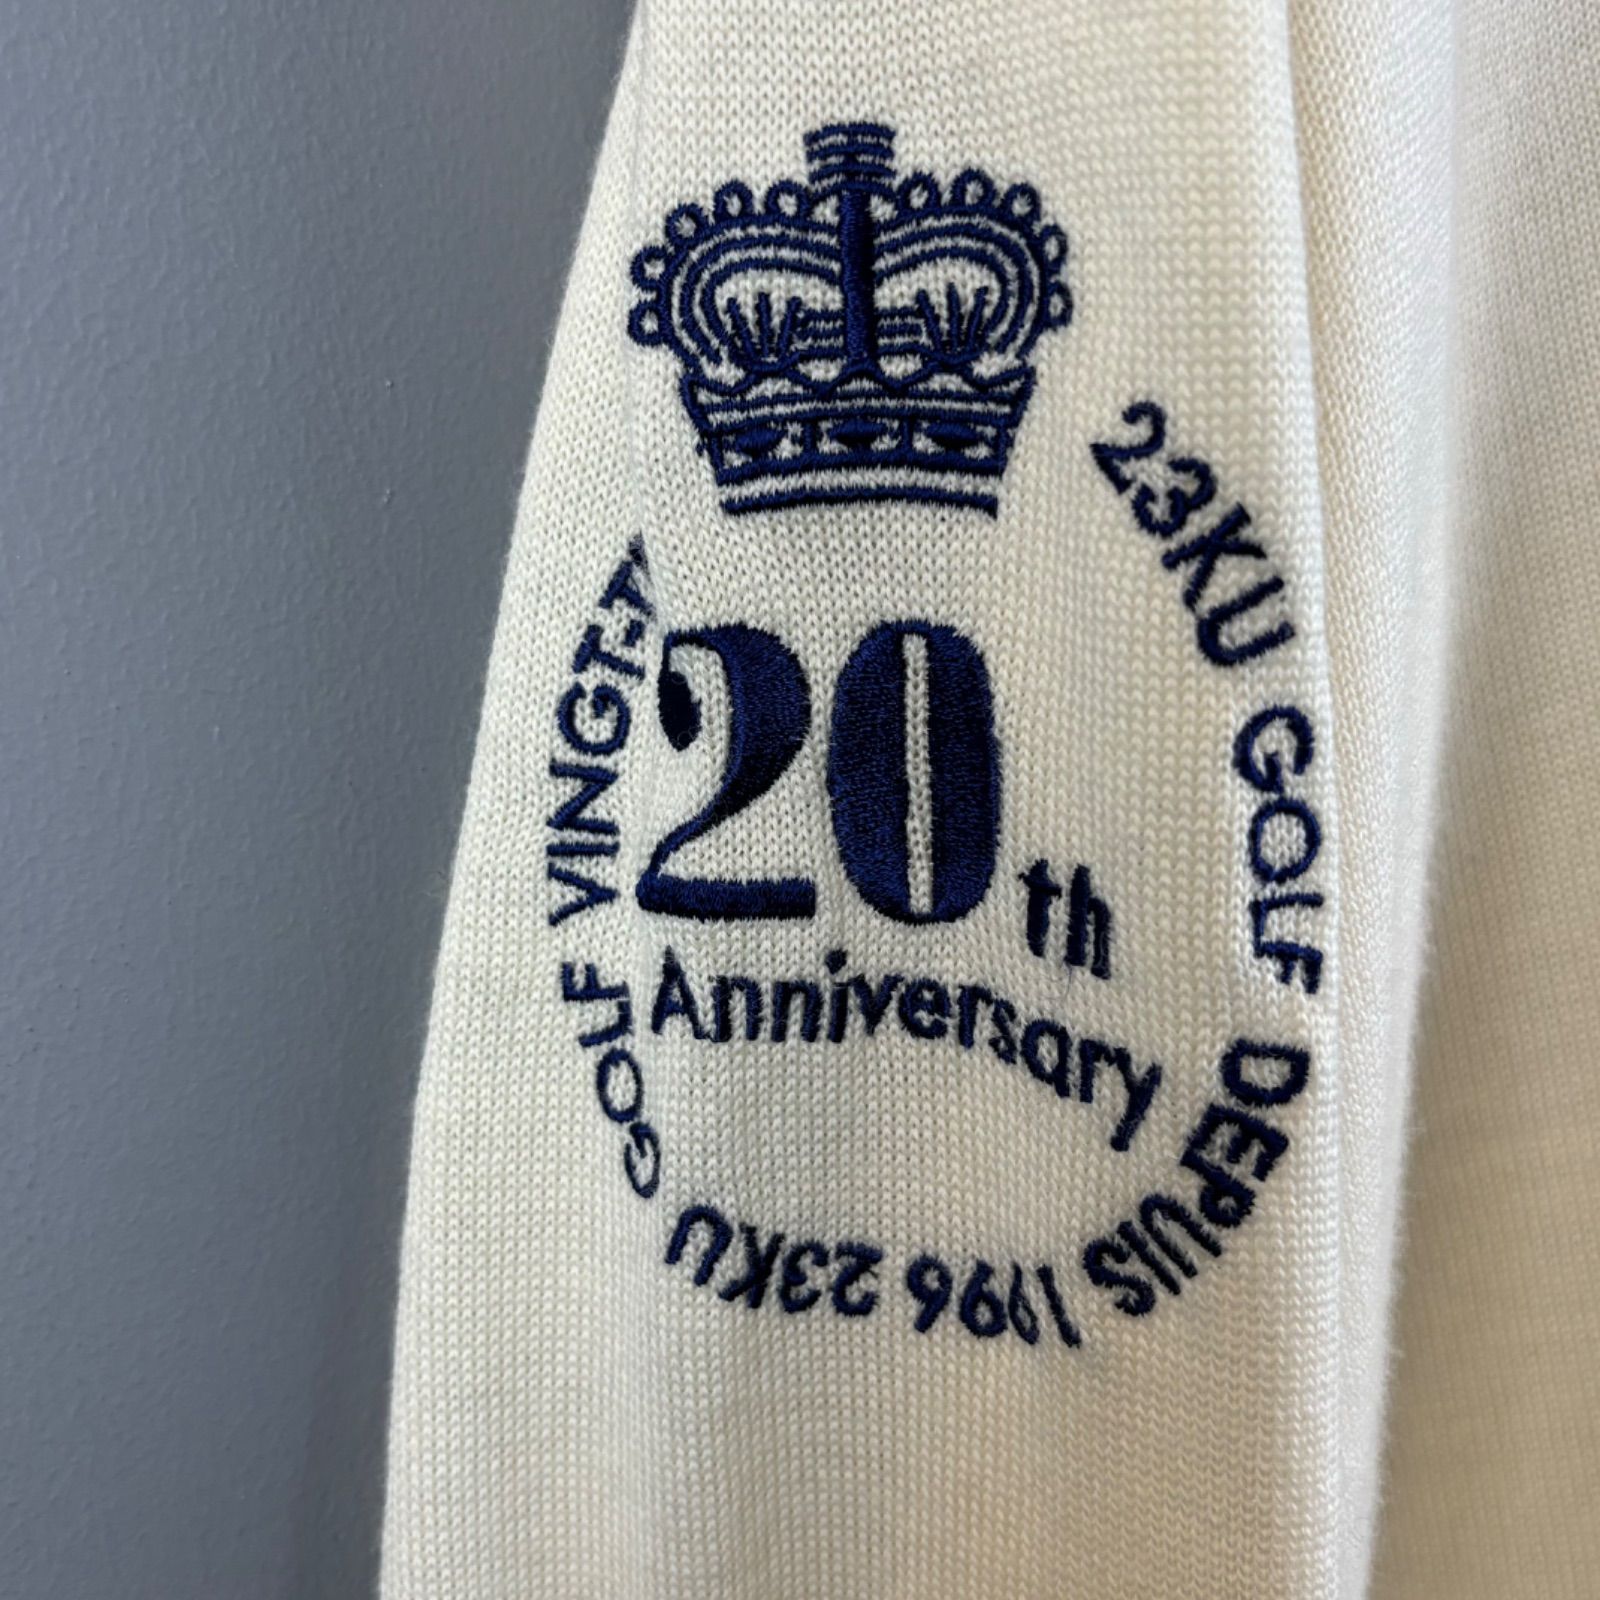 20th
Anniversary
23KU GOLF DEPUIS 1996 23KU GOLF VINGT-T